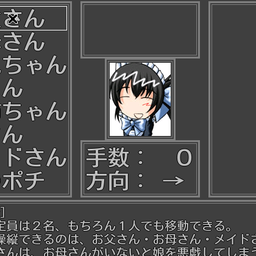 さん
さん
ちゃん
ん
ちゃん
ん
ドさん
ポチ
手数： 0
方向： →
]
定員は２名、もちろん１人でも移動できる。
操縦できるのは、お父さん・お母さん・メイドさ
さんは、お母さんがいないと娘を悪戯してしまう